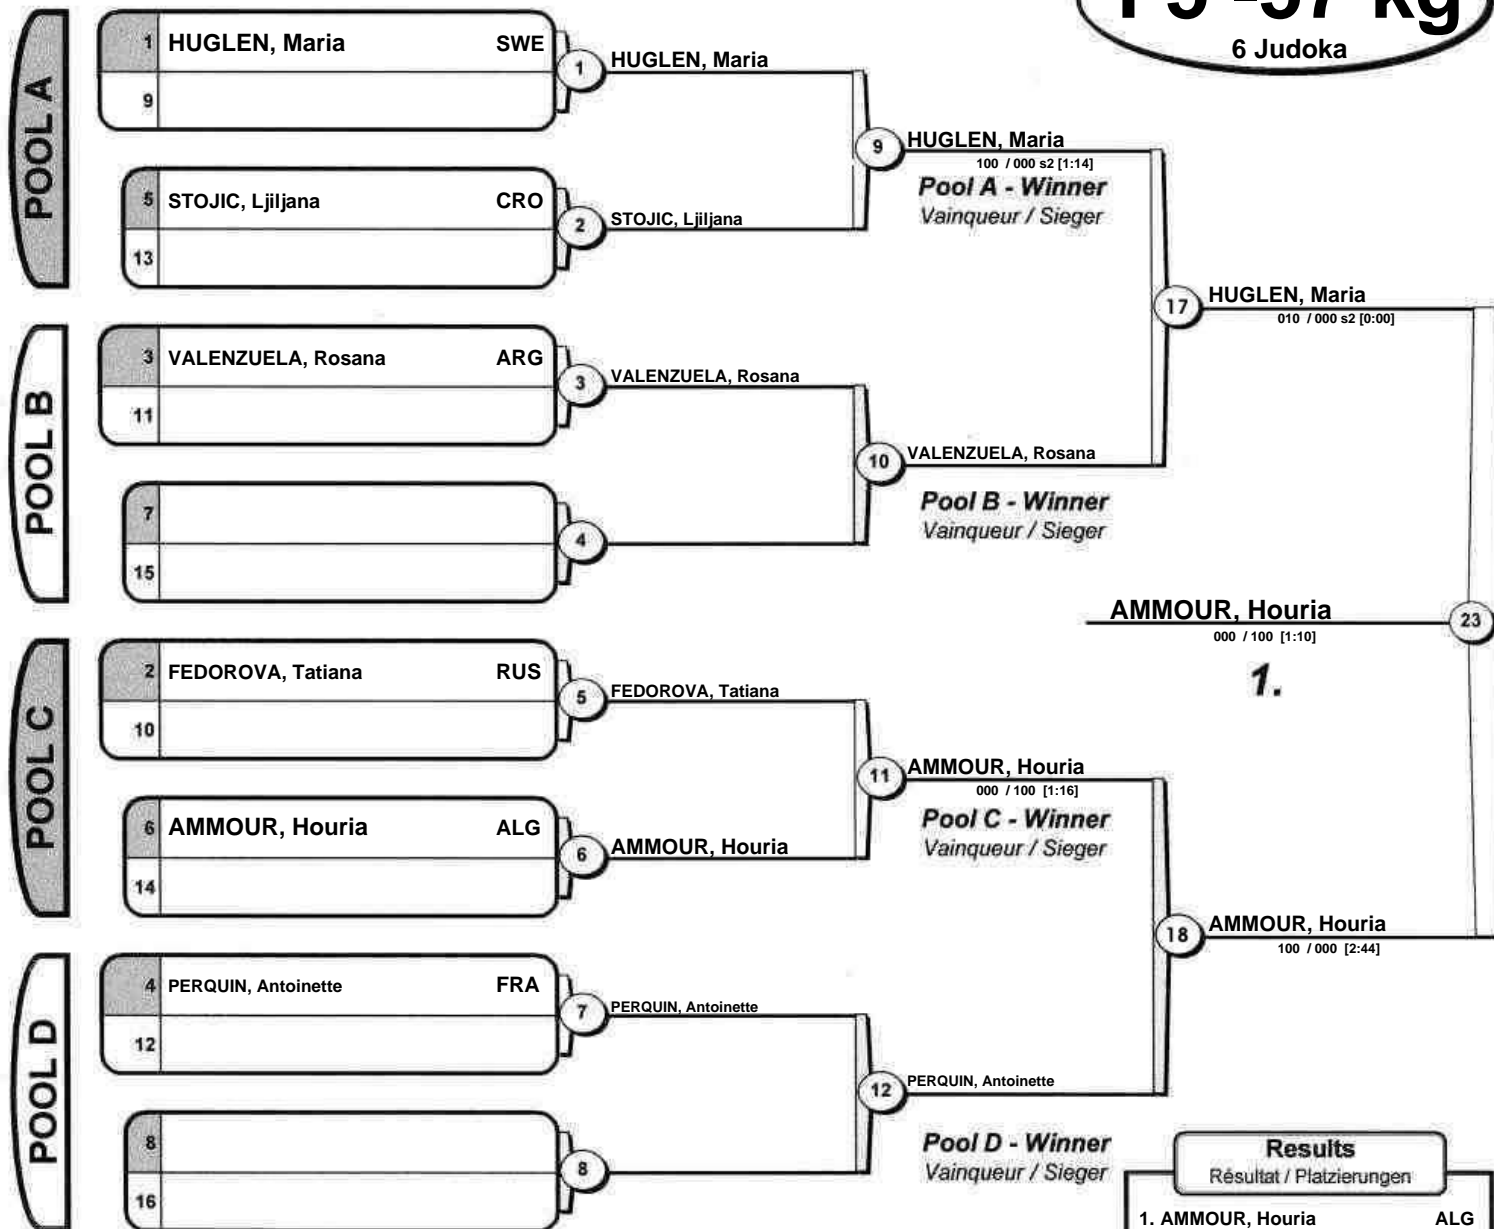 F5 -57 kg
6 Judoka
POOL A
1 HUGLEN, Maria SWE
9
5 STOJIC, Ljiljana CRO
13
1 HUGLEN, Maria
2 STOJIC, Ljiljana
9 HUGLEN, Maria
100 / 000 s2 [1:14]
Pool A - Winner
Vainqueur / Sieger
POOL B
3 VALENZUELA, Rosana ARG
11
7
15
3 VALENZUELA, Rosana
4
10 VALENZUELA, Rosana
Pool B - Winner
Vainqueur / Sieger
17 HUGLEN, Maria
010 / 000 s2 [0:00]
AMMOUR, Houria 23
000 / 100 [1:10]
1.
POOL C
2 FEDOROVA, Tatiana RUS
10
6 AMMOUR, Houria ALG
14
5 FEDOROVA, Tatiana
6 AMMOUR, Houria
11 AMMOUR, Houria
000 / 100 [1:16]
Pool C - Winner
Vainqueur / Sieger
18 AMMOUR, Houria
100 / 000 [2:44]
POOL D
4 PERQUIN, Antoinette FRA
12
8
16
7 PERQUIN, Antoinette
8
12 PERQUIN, Antoinette
Pool D - Winner
Vainqueur / Sieger
Results
Résultat / Platzierungen
1. AMMOUR, Houria ALG